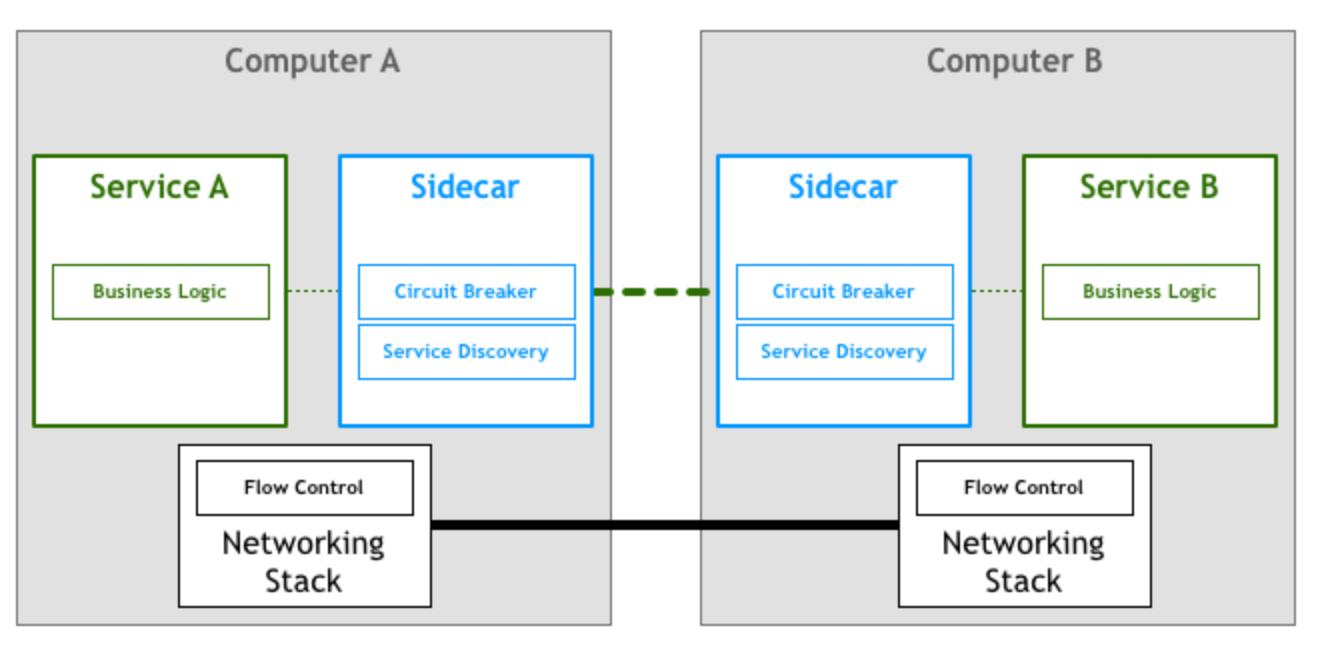 Computer A
Service A
Business Logic
Sidecar
Circuit Breaker
Service Discovery
Flow Control
Networking
Stack
Computer B
Sidecar
Circuit Breaker
Service Discovery
Service B
Business Logic
Flow Control
Networking
Stack